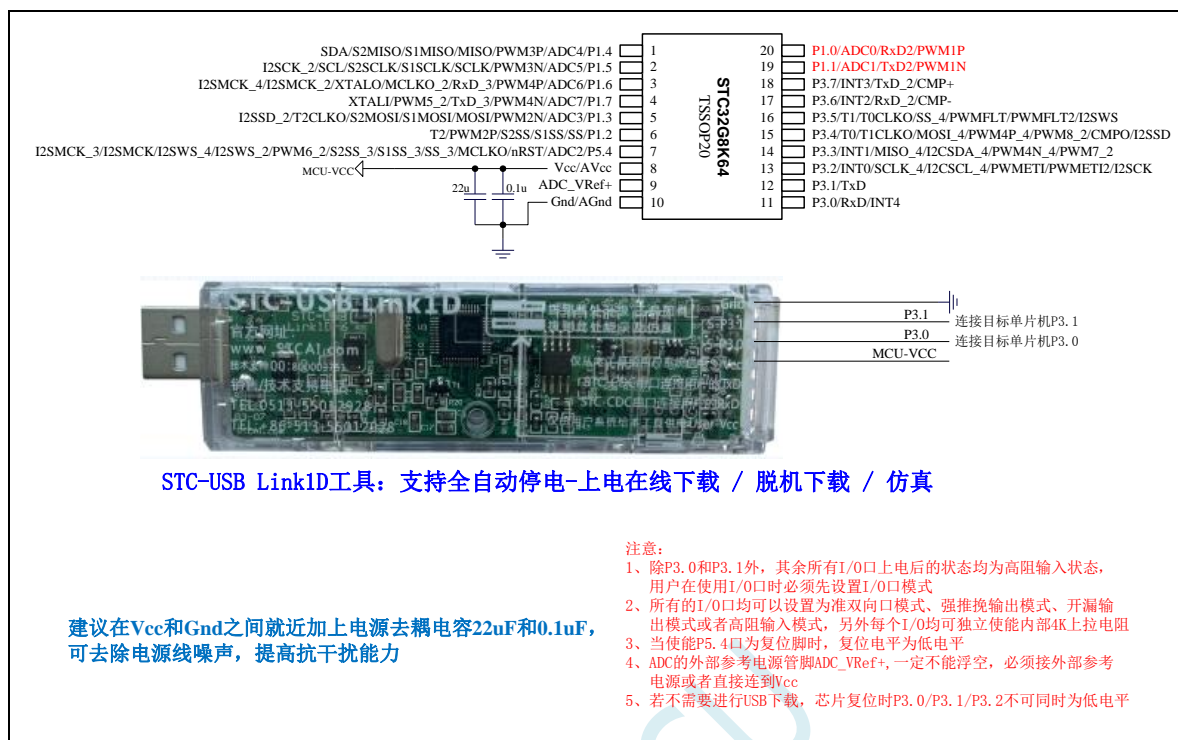 SDA/S2MISO/S1MISO/MISO/PWM3P/ADC4/P1.4 1
I2SCK_2/SCL/S2SCLK/S1SCLK/SCLK/PWM3N/ADC5/P1.5 2
I2SMCK_4/I2SMCK_2/XTALO/MCLKO_2/RxD_3/PWM4P/ADC6/P1.6 3
XTALI/PWM5_2/TxD_3/PWM4N/ADC7/P1.7 4
I2SSD_2/T2CLKO/S2MOSI/S1MOSI/MOSI/PWM2N/ADC3/P1.3 5
T2/PWM2P/S2SS/S1SS/SS/P1.2 6
I2SMCK_3/I2SMCK/I2SWS_4/I2SWS_2/PWM6_2/S2SS_3/S1SS_3/SS_3/MCLKO/nRST/ADC2/P5.4 7
MCU-VCC
Vcc/AVcc 8
22u
0.1u
ADC_VRef+ 9
Gnd/AGnd 10
STC32G8K64
TSSOP20
20 P1.0/ADC0/RxD2/PWM1P
19 P1.1/ADC1/TxD2/PWM1N
18 P3.7/INT3/TxD_2/CMP+
17 P3.6/INT2/RxD_2/CMP-
16 P3.5/T1/T0CLKO/SS_4/PWMFLT/PWMFLT2/I2SWS
15 P3.4/T0/T1CLKO/MOSI_4/PWM4P_4/PWM8_2/CMPO/I2SSD
14 P3.3/INT1/MISO_4/I2CSDA_4/PWM4N_4/PWM7_2
13 P3.2/INT0/SCLK_4/I2CSCL_4/PWMETI/PWMETI2/I2SCK
12 P3.1/TxD
11 P3.0/RxD/INT4
STC-USB Link1D
官方网址:
www.STCAI.com
TEL:0513-55012928
Gnd
S-P3.1
S-P3.0
User-Vcc
P3.1 连接目标单片机P3.1
P3.0 连接目标单片机P3.0
MCU-VCC
STC-USB Link1D工具：支持全自动停电-上电在线下载 / 脱机下载 / 仿真
建议在Vcc和Gnd之间就近加上电源去耦电容22uF和0.1uF，
可去除电源线噪声，提高抗干扰能力
注意：
1、除P3.0和P3.1外，其余所有I/O口上电后的状态均为高阻输入状态，
用户在使用I/O口时必须先设置I/O口模式
2、所有的I/O口均可以设置为准双向口模式、强推挽输出模式、开漏输
出模式或者高阻输入模式，另外每个I/O均可独立使能内部4K上拉电阻
3、当使能P5.4口为复位脚时，复位电平为低电平
4、ADC的外部参考电源管脚ADC_VRef+,一定不能浮空，必须接外部参考
电源或者直接连到Vcc
5、若不需要进行USB下载，芯片复位时P3.0/P3.1/P3.2不可同时为低电平